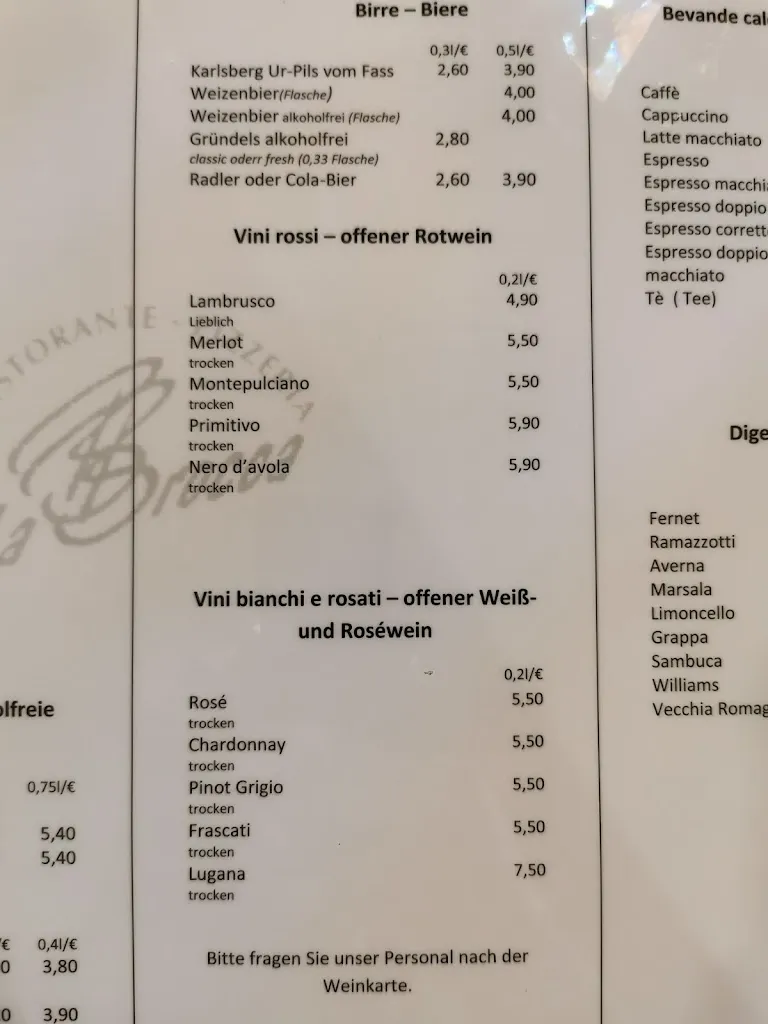 Birre – Biere
0,3l/€ 0,5l/€
Karlsberg Ur-Pils vom Fass 2,60 3,90
Weizenbier(Flasche) 4,00
Weizenbier alkoholfrei (Flasche) 4,00
Gründels alkoholfrei 2,80
classic oderr fresh (0,33 Flasche)
Radler oder Cola-Bier 2,60 3,90
Vini rossi – offener Rotwein
0,2l/€
Lambrusco 4,90
Lieblich
Merlot 5,50
trocken
Montepulciano 5,50
trocken
Primitivo 5,90
trocken
Nero d’avola 5,90
trocken
Vini bianchi e rosati – offener Weiß-
und Roséwein
0,2l/€
Rosé 5,50
trocken
Chardonnay 5,50
trocken
Pinot Grigio 5,50
trocken
Frascati 5,50
trocken
Lugana 7,50
trocken
Bitte fragen Sie unser Personal nach der
Weinkarte.
Bevande
Caffè
Cappuccino
Latte macchiato
Espresso
Espresso
Espresso doppio
Espresso
Espresso doppio
macchiato
Tè ( Tee)
Fernet
Ramazzotti
Averna
Marsala
Limoncello
Grappa
Sambuca
Williams
Vecchia
0,75l/€
5,40
5,40
0,4l/€
3,80
3,90